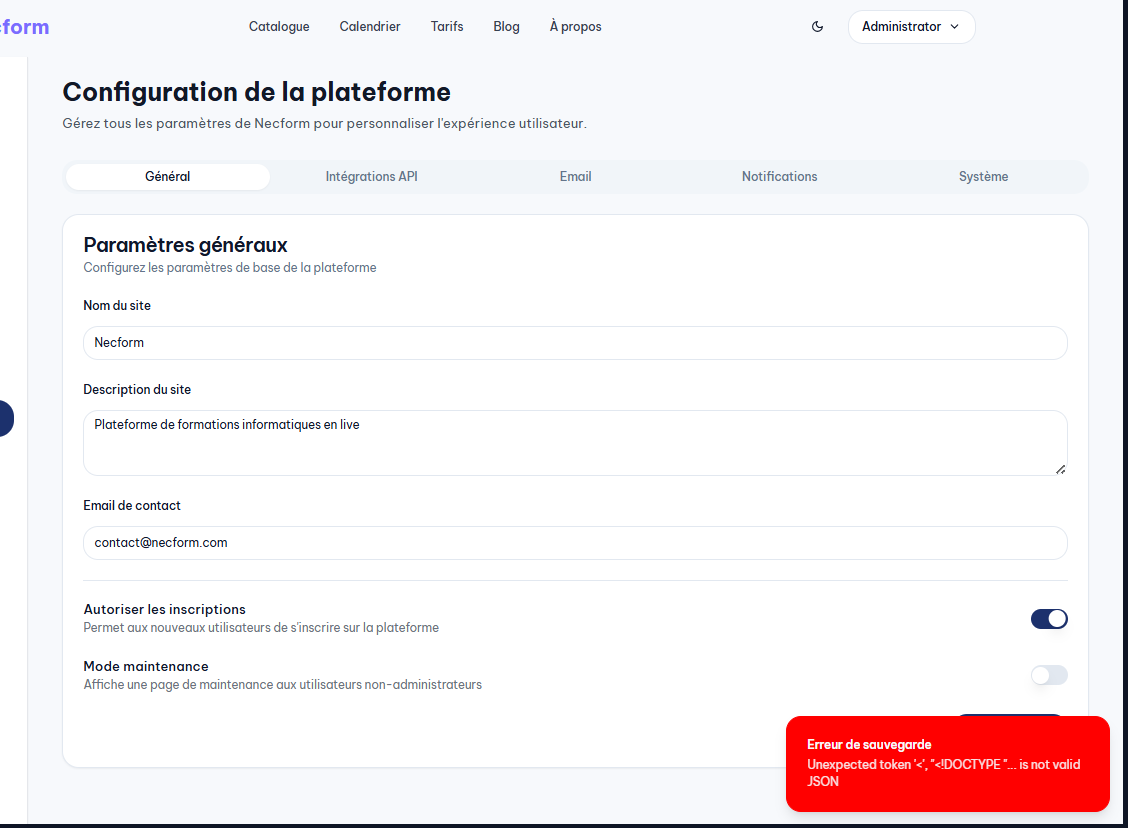 form
Catalogue
Calendrier
Tarifs
Blog
À propos
Administrator
Configuration de la plateforme
Gérez tous les paramètres de Necform pour personnaliser l'expérience utilisateur.
Général
Intégrations API
Email
Notifications
Système
Paramètres généraux
Configurez les paramètres de base de la plateforme
Nom du site
Necform
Description du site
Plateforme de formations informatiques en live
Email de contact
contact@necform.com
Autoriser les inscriptions
Permet aux nouveaux utilisateurs de s'inscrire sur la plateforme
Mode maintenance
Affiche une page de maintenance aux utilisateurs non-administrateurs
Erreur de sauvegarde
Unexpected token '<', "<!DOCTYPE "... is not valid
JSON